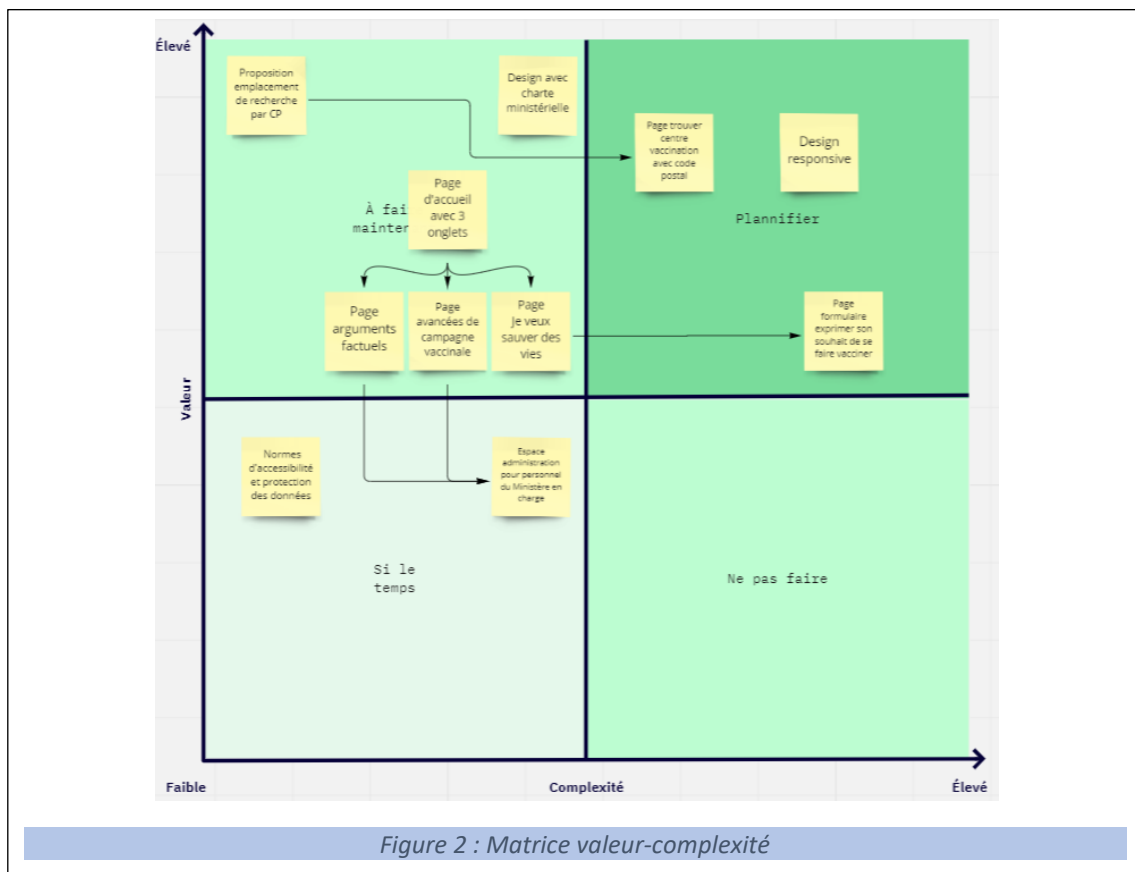 Élevé
Proposition
emplacement
de recherche
par CP
Design avec
charte
ministérielle
Page trouver
centre
vaccination
avec code
postal
Design
responsive
À fai
mainter
Page
d'accueil
avec 3
onglets
Plannifier
Page
arguments
factuels
Page
avancées de
campagne
vaccinale
Page
Je veux
sauver des
vies
Page
formulaire
exprimer son
souhait de se
faire vacciner
Valeur
Normes
d'accessibilité
et protection
des données
Espace
administration
pour personnel
du Ministère en
charge
Si le
temps
Ne pas faire
Faible
Complexité
Élevé
Figure 2 : Matrice valeur-complexité